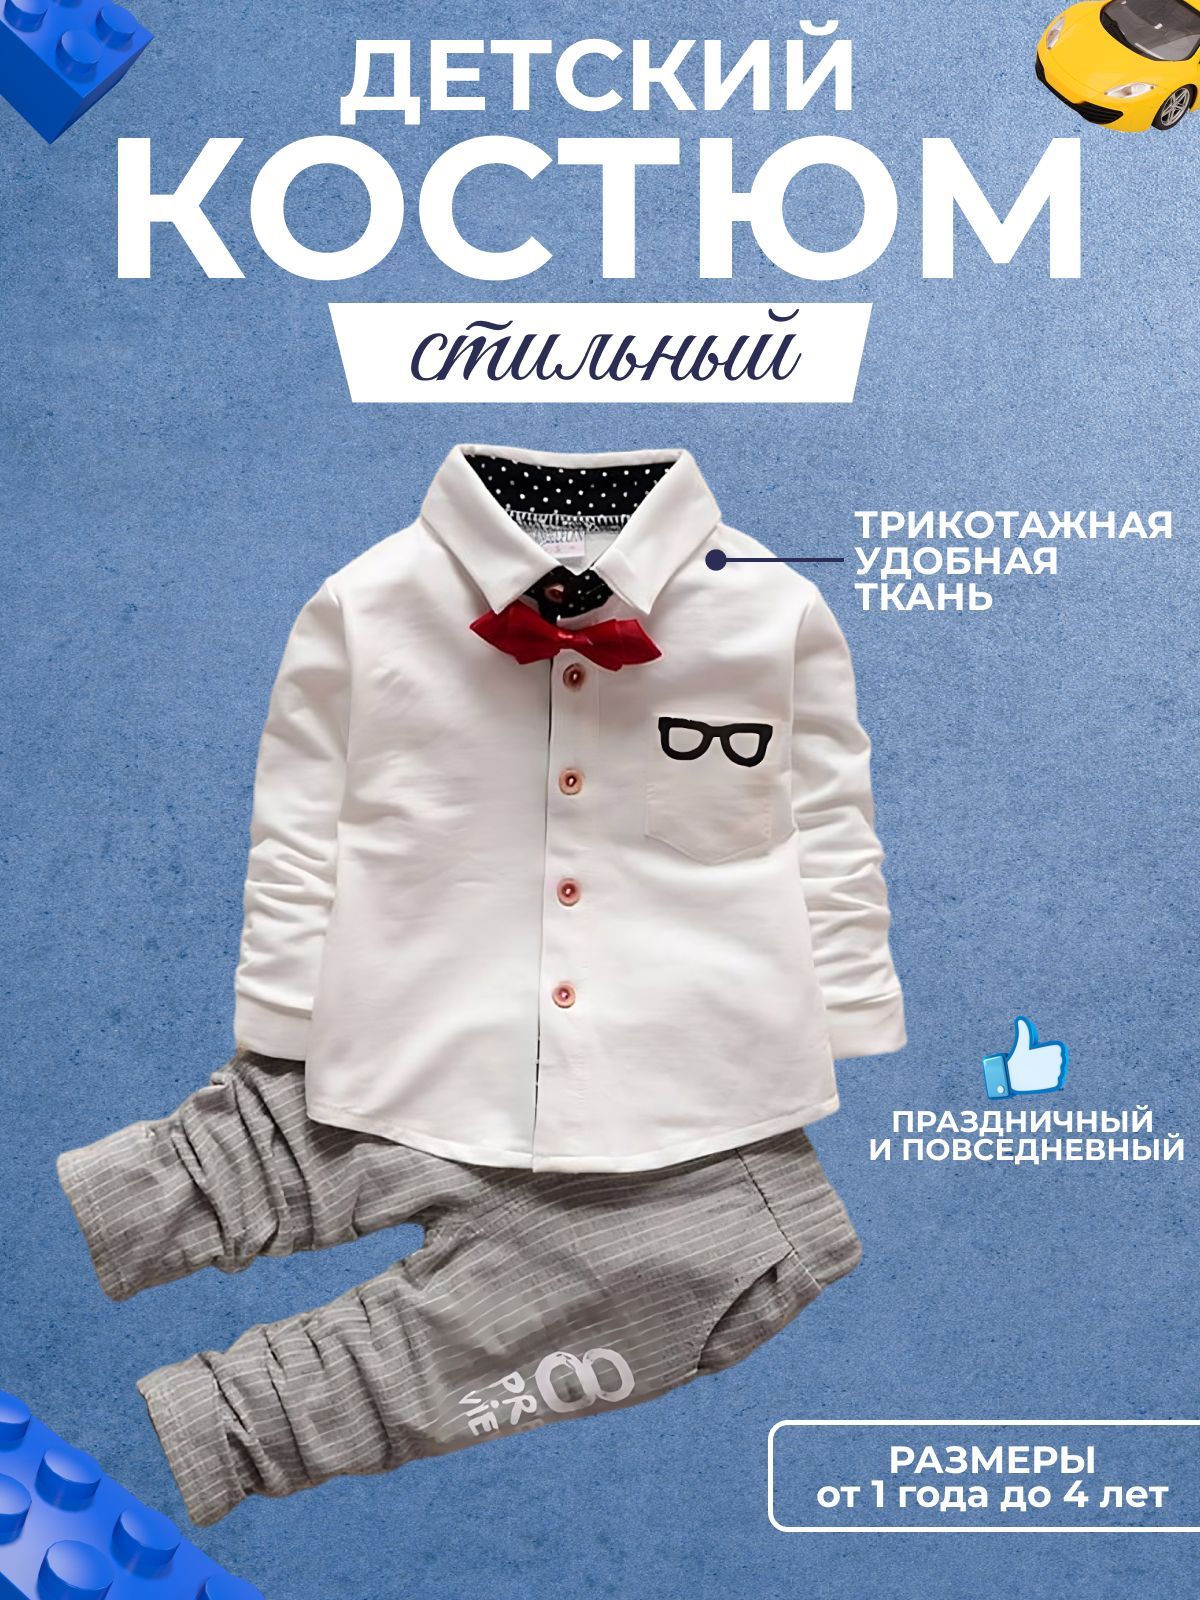 ДЕТСКИЙ
КОСТЮМ
стильный
ТРИКОТАЖНАЯ
УДОБНАЯ
ТКАНЬ
ПРАЗДНИЧНЫЙ
И ПОВСЕДНЕВНЫЙ
РАЗМЕРЫ
от 1 года до 4 лет